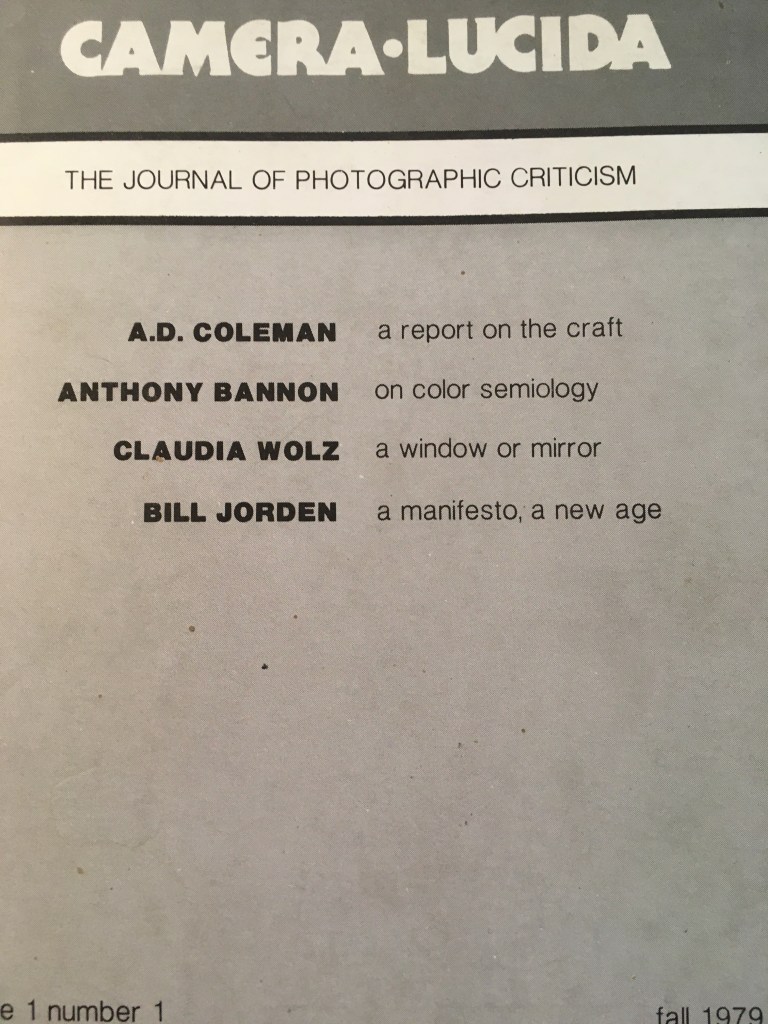 CAMERA•LUCIDA
THE JOURNAL OF PHOTOGRAPHIC CRITICISM
A.D. COLEMAN a report on the craft
ANTHONY BANNON on color semiology
CLAUDIA WOLZ a window or mirror
BILL JORDEN a manifesto, a new age
e 1 number 1 fall 1979